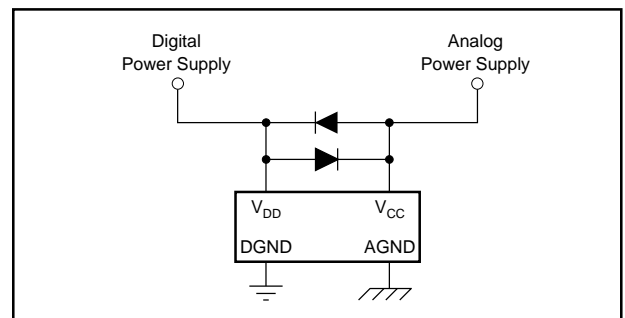 Digital
Power Supply
Analog
Power Supply
V_DD
V_CC
DGND
AGND